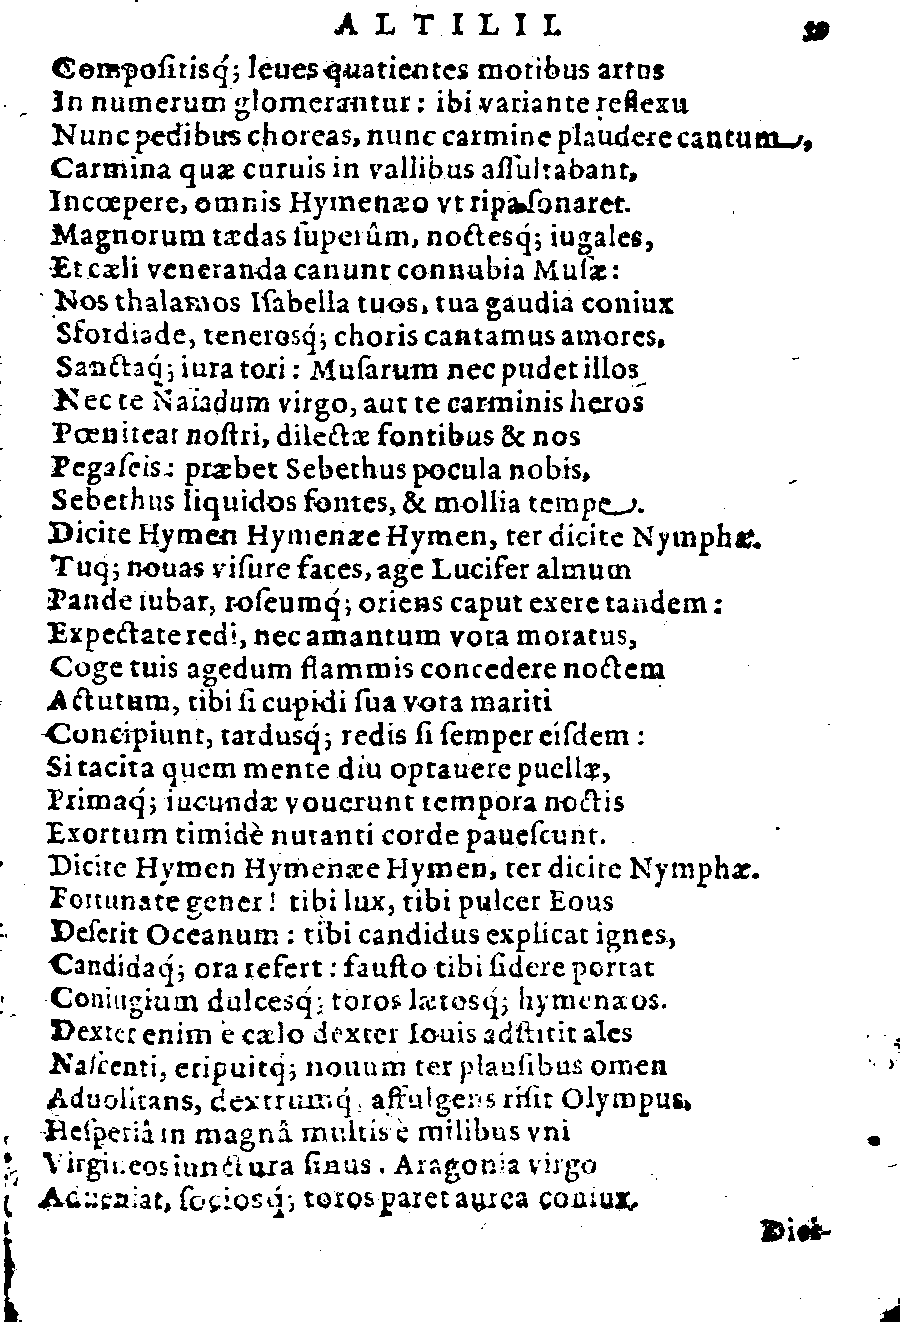 ALTILII. 39
Compoſitisq́; leues quatientes motibus artus
In numerum glomerantur: ibi variante reflexu
Nunc pedibus choreas, nunc carmine plaudere cantum,
Carmina quæ curuis in vallibus aſſultabant,
Incœpere, omnis Hymenæo vt ripa ſonaret.
Magnorum tædas ſuperûm, noctesq́; iugales,
Et cæli veneranda canunt connubia Muſæ:
Nos thalamos Iſabella tuos, tua gaudia coniux
Sfordiade, tenerosq́; choris cantamus amores,
Sanctaq́; iura tori: Muſarum nec pudet illos
Nec te Naiadum virgo, aut te carminis heros
Pœniteat noſtri, dilectæ fontibus & nos
Pegaſeis: præbet Sebethus pocula nobis,
Sebethus liquidos fontes, & mollia tempe.
Dicite Hymen Hymenæe Hymen, ter dicite Nymphæ.
Tuq; nouas viſure faces, age Lucifer almum
Pande iubar, roſeumq́; oriens caput exere tandem:
Expectate redi, nec amantum vota moratus,
Coge tuis agedum flammis concedere noctem
Actutum, tibi ſi cupidi ſua vota mariti
Concipiunt, tardusq́; redis ſi ſemper eiſdem:
Si tacita quem mente diu optauere puellæ,
Primaq́; iucundæ vouerunt tempora noctis
Exortum timidè nutanti corde paueſcunt.
Dicite Hymen Hymenæe Hymen, ter dicite Nymphæ.
Fortunate gener! tibi lux, tibi pulcer Eous
Deſerit Oceanum: tibi candidus explicat ignes,
Candidaq́; ora refert: fauſto tibi ſidere portat
Coniugium dulcesq́; toros lætosq́; hymenæos.
Dexter enim è cælo dexter Iouis adſtitit ales
Naſcenti, eripuitq́; nouum ter plauſibus omen
Aduolitans, dextrumq́; affulgens riſit Olympus,
Heſperiâ in magnâ multis è milibus vni
Virgineos iunctura ſinus. Aragonia virgo
Adueniat, ſociosq́; toros paret aurea coniux.
Dici-